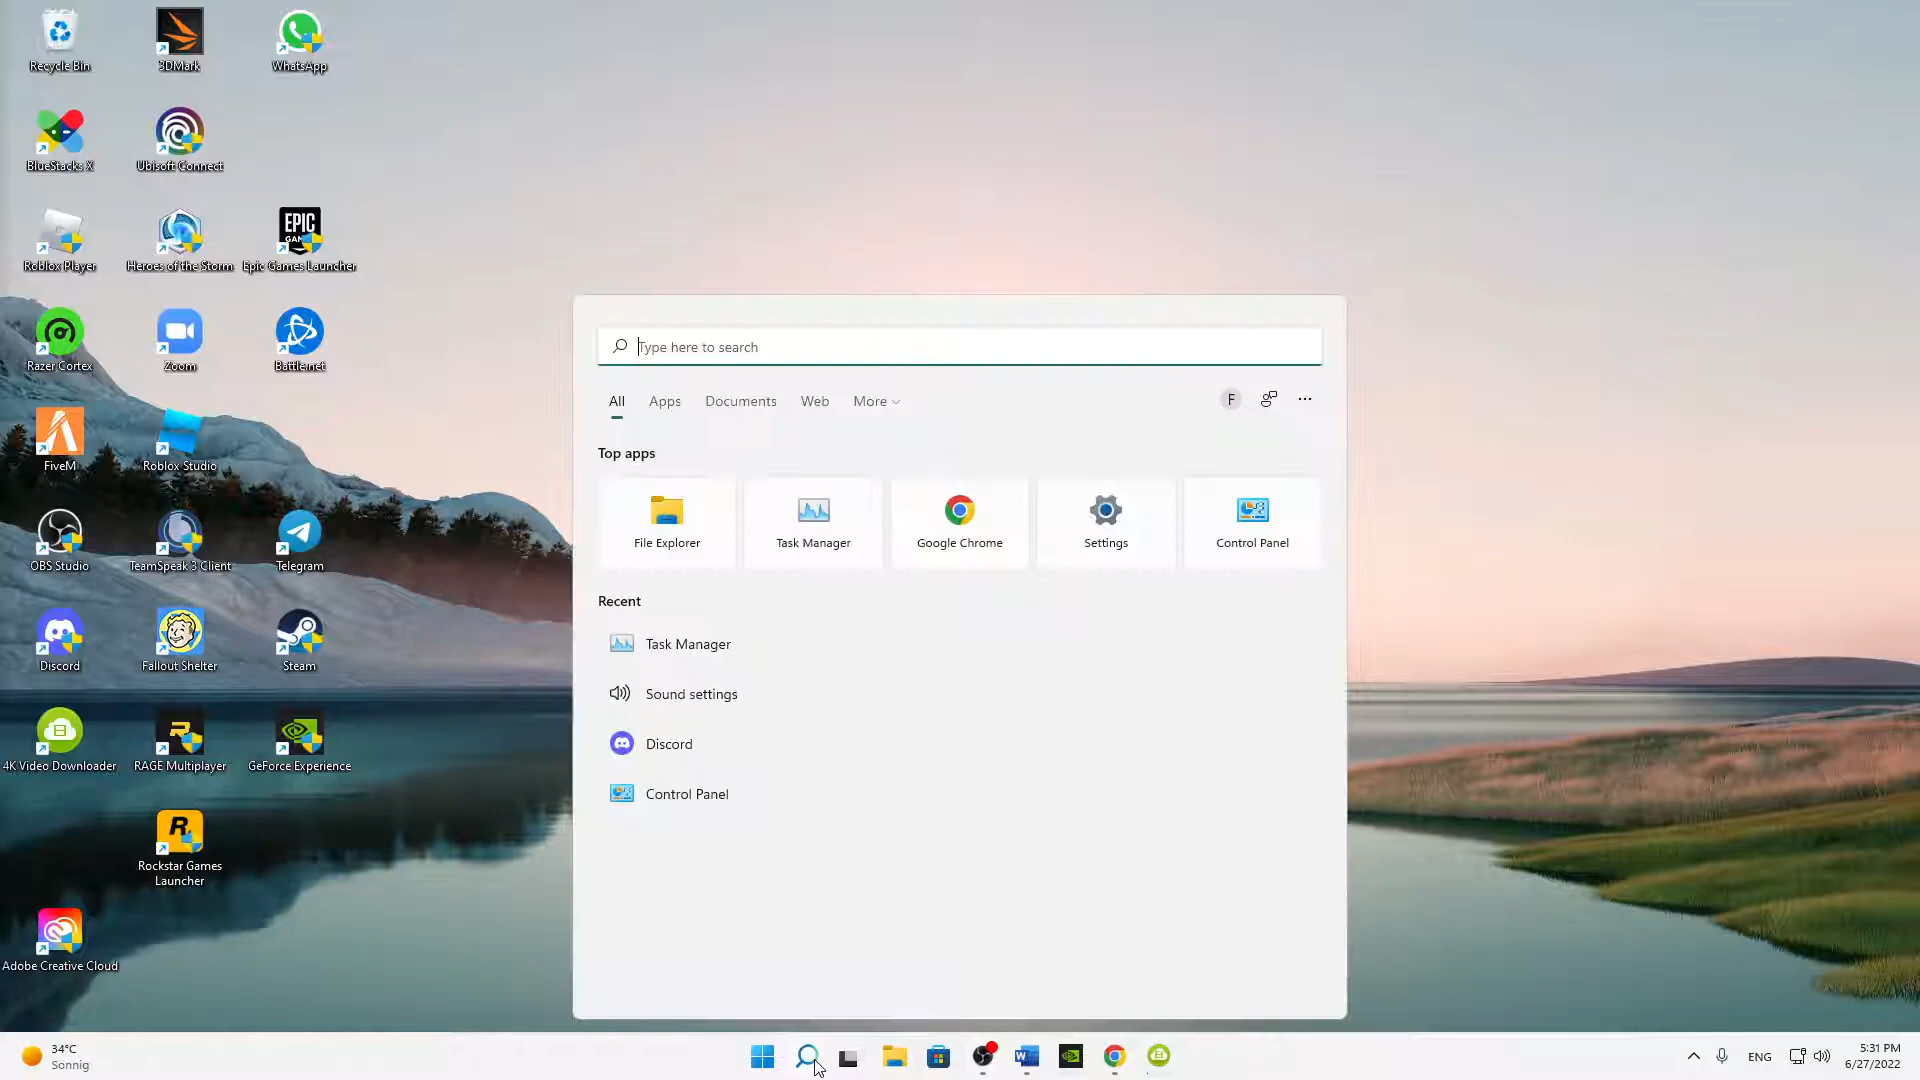 Recycle Bin
3DMark
WhatsApp
BlueStacks X
Ubisoft Connect
Roblox Player
Heroes of the Storm
EPIC
GAMES
Epic Games Launcher
Razer Cortex
Zoom
Battle.net
FiveM
Roblox Studio
OBS Studio
TeamSpeak 3 Client
Telegram
Discord
Fallout Shelter
Steam
4K Video Downloader
RAGE Multiplayer
GeForce Experience
Rockstar Games
Launcher
Adobe Creative Cloud
Type here to search
All Apps Documents Web More
F
Top apps
File Explorer
Task Manager
Google Chrome
Settings
Control Panel
Recent
Task Manager
Sound settings
Discord
Control Panel
34°C
Sonnig
ENG
5:31 PM
6/27/2022